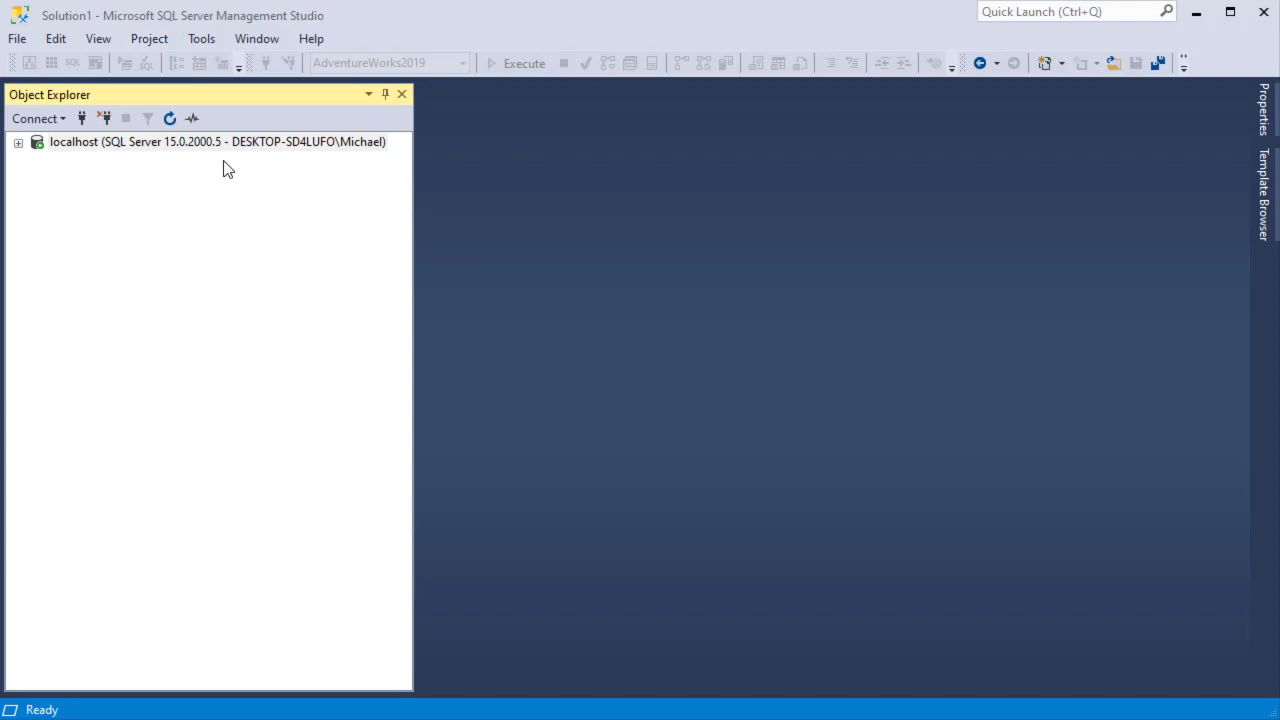 Solution1 - Microsoft SQL Server Management Studio
Quick Launch (Ctrl+Q)
File Edit View Project Tools Window Help
AdventureWorks2019
Execute
Object Explorer
Connect
localhost (SQL Server 15.0.2000.5 - DESKTOP-SD4LUFO\Michael)
Properties
Template Browser
Ready